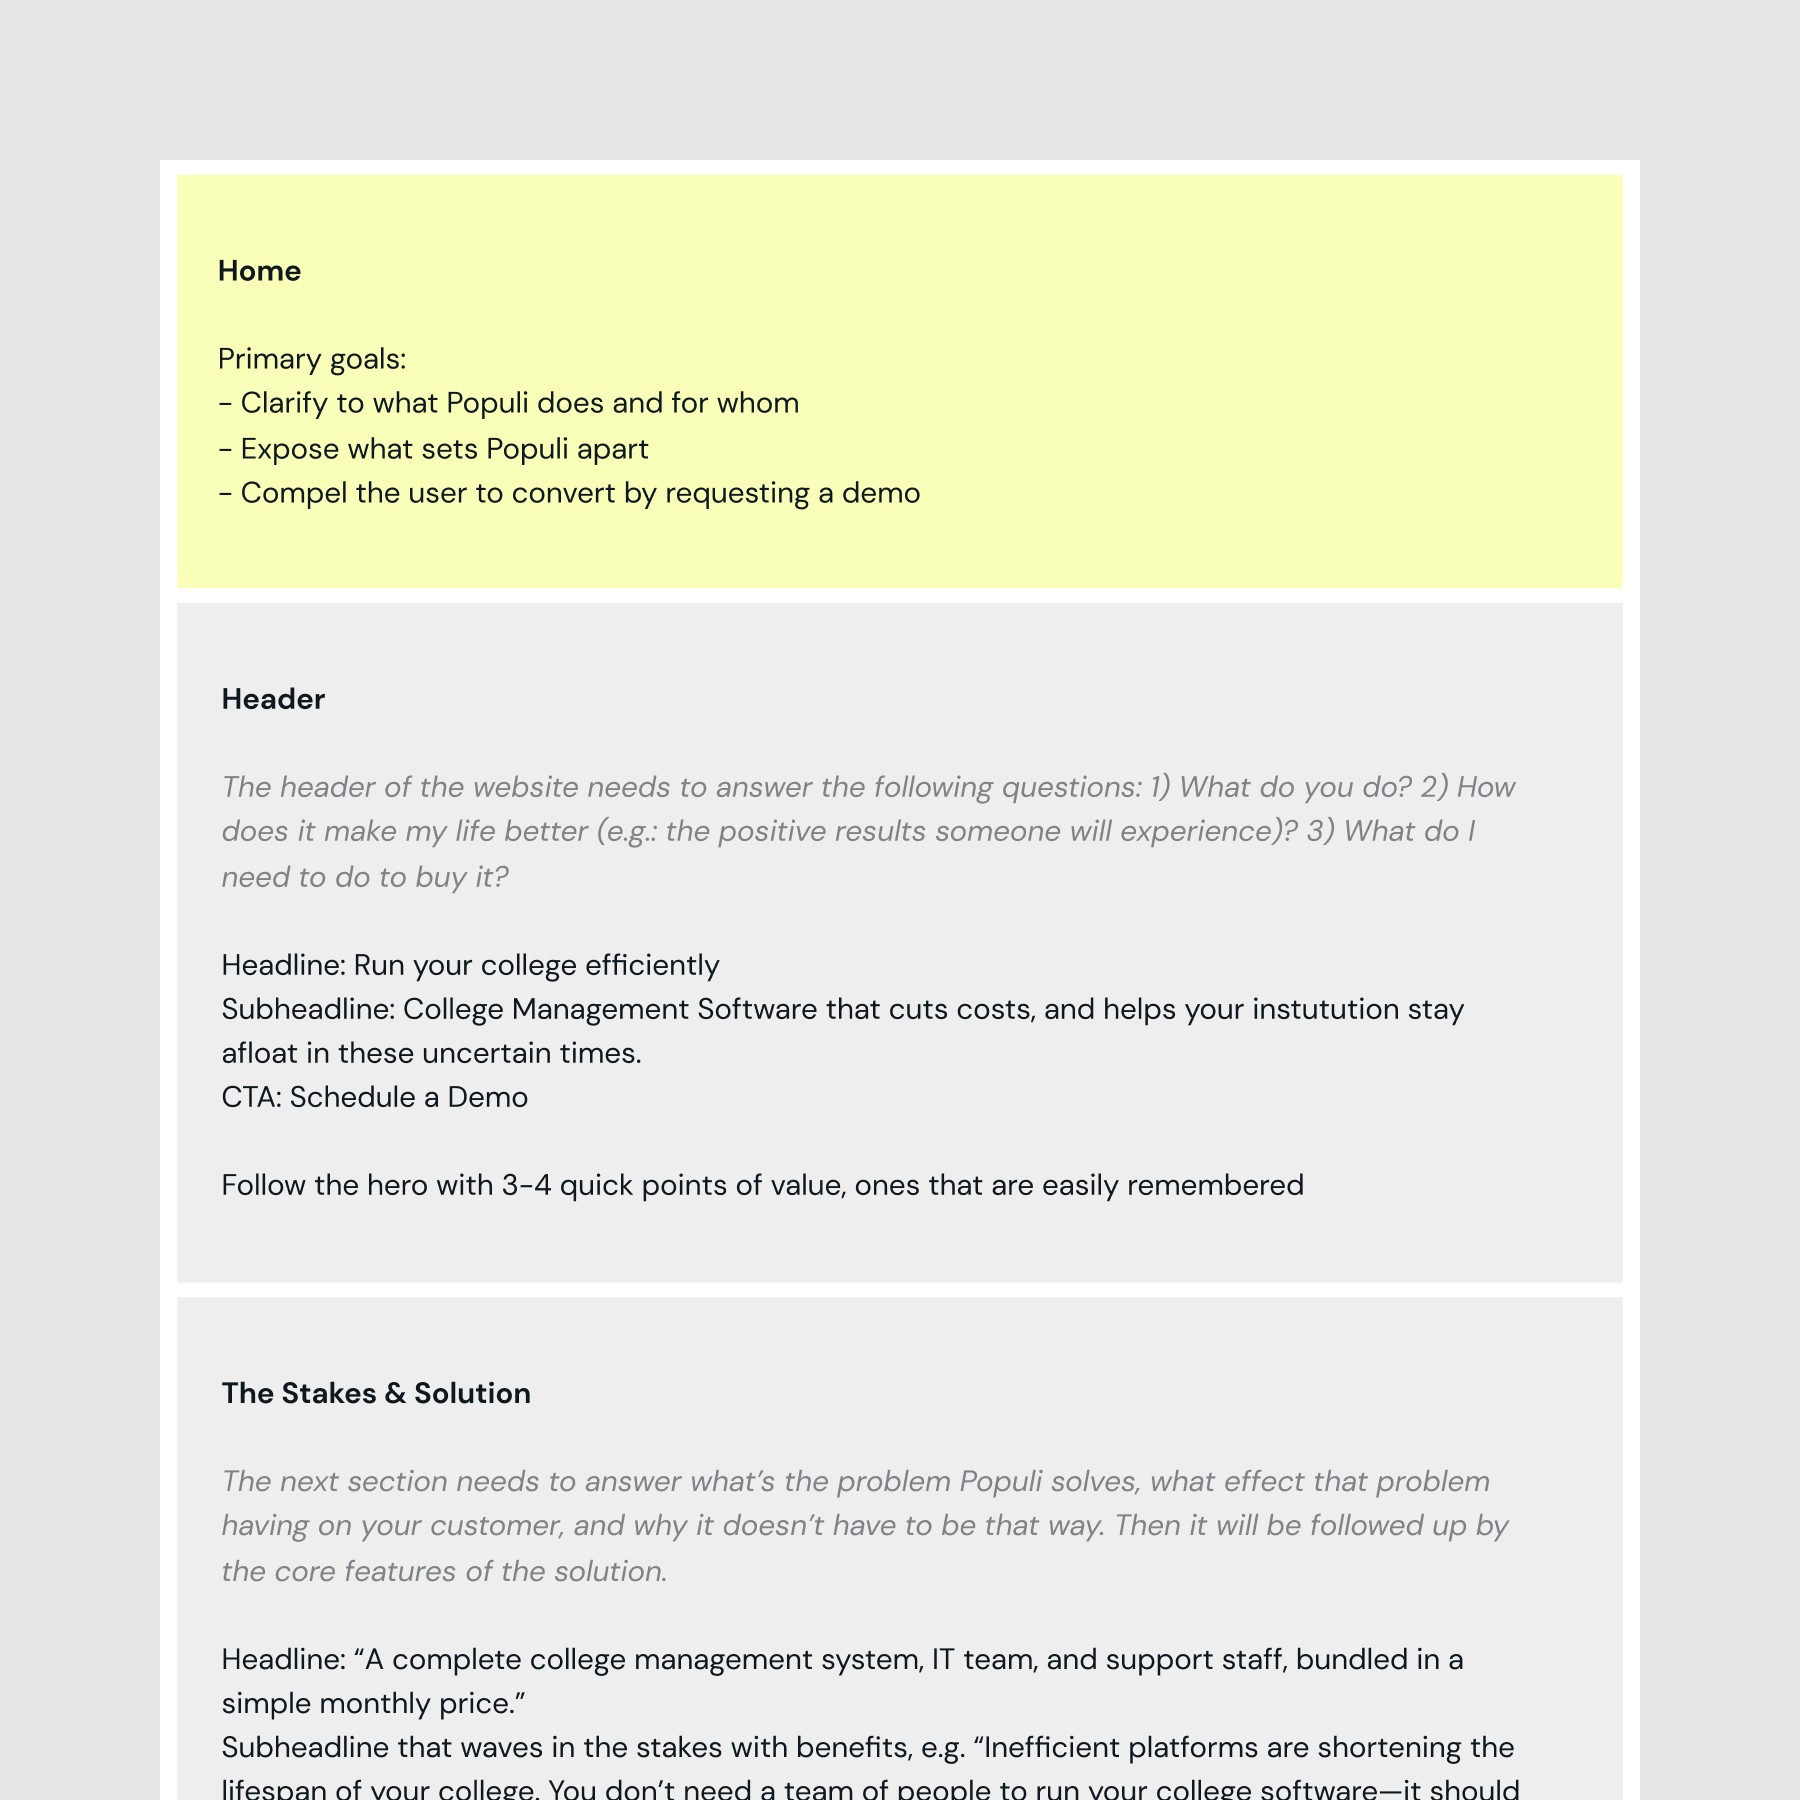 Home
Primary goals:
- Clarify to what Populi does and for whom
- Expose what sets Populi apart
- Compel the user to convert by requesting a demo
Header
The header of the website needs to answer the following questions: 1) What do you do? 2) How
does it make my life better (e.g.: the positive results someone will experience)? 3) What do I
need to do to buy it?
Headline: Run your college efficiently
Subheadline: College Management Software that cuts costs, and helps your instutution stay
afloat in these uncertain times.
CTA: Schedule a Demo
Follow the hero with 3-4 quick points of value, ones that are easily remembered
The Stakes & Solution
The next section needs to answer what’s the problem Populi solves, what effect that problem
having on your customer, and why it doesn’t have to be that way. Then it will be followed up by
the core features of the solution.
Headline: “A complete college management system, IT team, and support staff, bundled in a
simple monthly price.”
Subheadline that waves in the stakes with benefits, e.g. “Inefficient platforms are shortening the
lifespan of your college. You don’t need a team of people to run your college software—it should